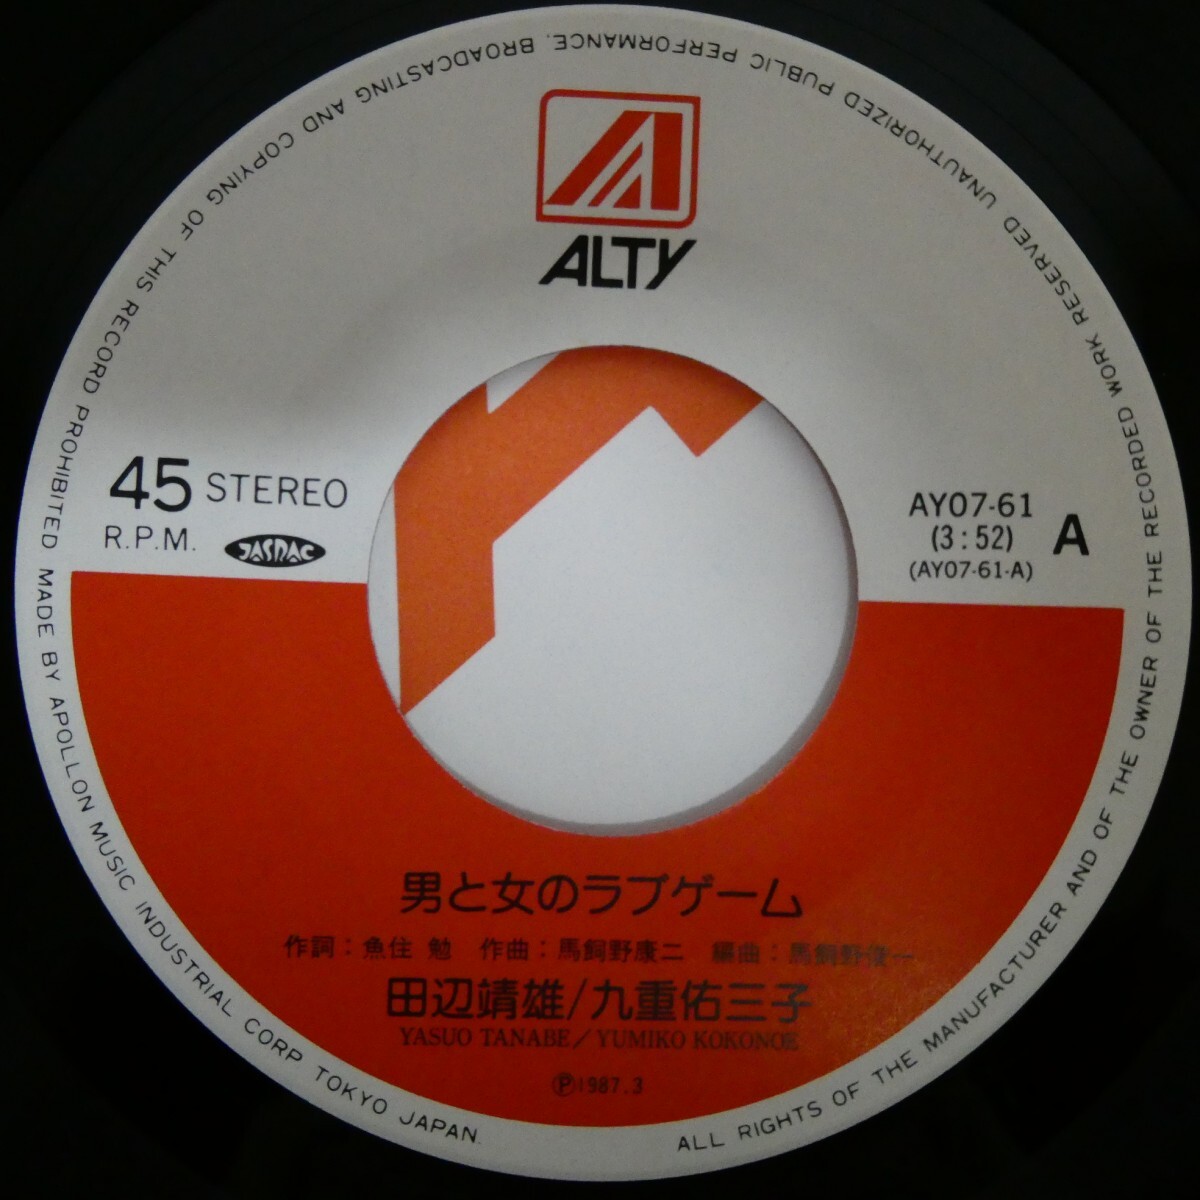 ALTY
45 STEREO
R.P.M.
JASRAC
AY07-61
(3:52)
(AY07-61-A)
A
男と女のラブゲーム
作詞:魚住 勉 作曲:馬飼野康二 編曲:馬飼野俊一
田辺靖雄/九重佑三子
YASUO TANABE/YUMIKO KOKONOE
Ⓟ1987.3
ALL RIGHTS OF THE MANUFACTURER AND OF THE OWNER OF THE RECORDED WORK RESERVED UNAUTHORIZED PUBLIC PERFORMANCE. BROADCASTING AND COPYING OF THIS RECORD PROHIBITED MADE BY APOLLON MUSIC INDUSTRIAL CORP TOKYO JAPAN.